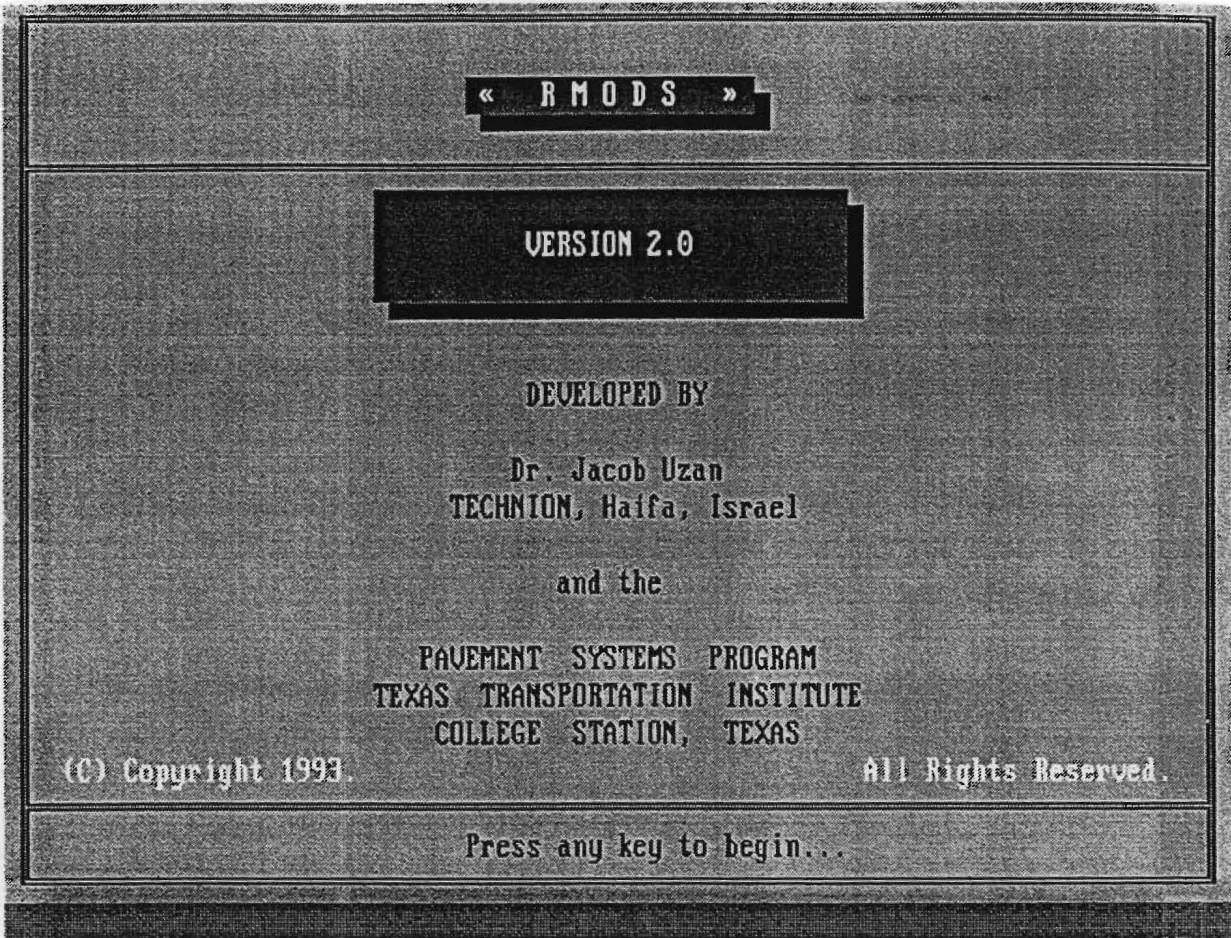 « R M O D S »
VERSION 2.0
DEVELOPED BY
Dr. Jacob Uzan
TECHNION, Haifa, Israel
and the
PAVEMENT SYSTEMS PROGRAM
TEXAS TRANSPORTATION INSTITUTE
COLLEGE STATION, TEXAS
(C) Copyright 1993. All Rights Reserved.
Press any key to begin...